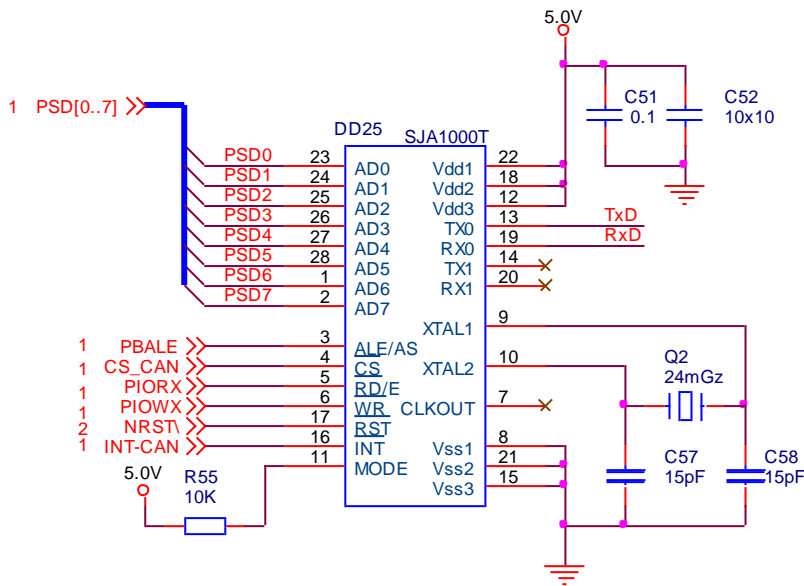 5.0V
1 PSD[0..7]
C51
0.1
C52
10x10
DD25 SJA1000T
PSD0 23 AD0
PSD1 24 AD1
PSD2 25 AD2
PSD3 26 AD3
PSD4 27 AD4
PSD5 28 AD5
PSD6 1 AD6
PSD7 2 AD7
Vdd1 22
Vdd2 18
Vdd3 12
TX0 13 TxD
RX0 19 RxD
TX1 14
RX1 20
XTAL1 9
XTAL2 10
CLKOUT 7
Vss1 8
Vss2 21
Vss3 15
1 PBALE 3 ALE/AS
1 CS_CAN 4 CS
1 PIORX 5 RD/E
1 PIOWX 6 WR
2 NRST\ 17 RST
1 INT-CAN 16 INT
11 MODE
5.0V
R55
10K
Q2
24mGz
C57
15pF
C58
15pF